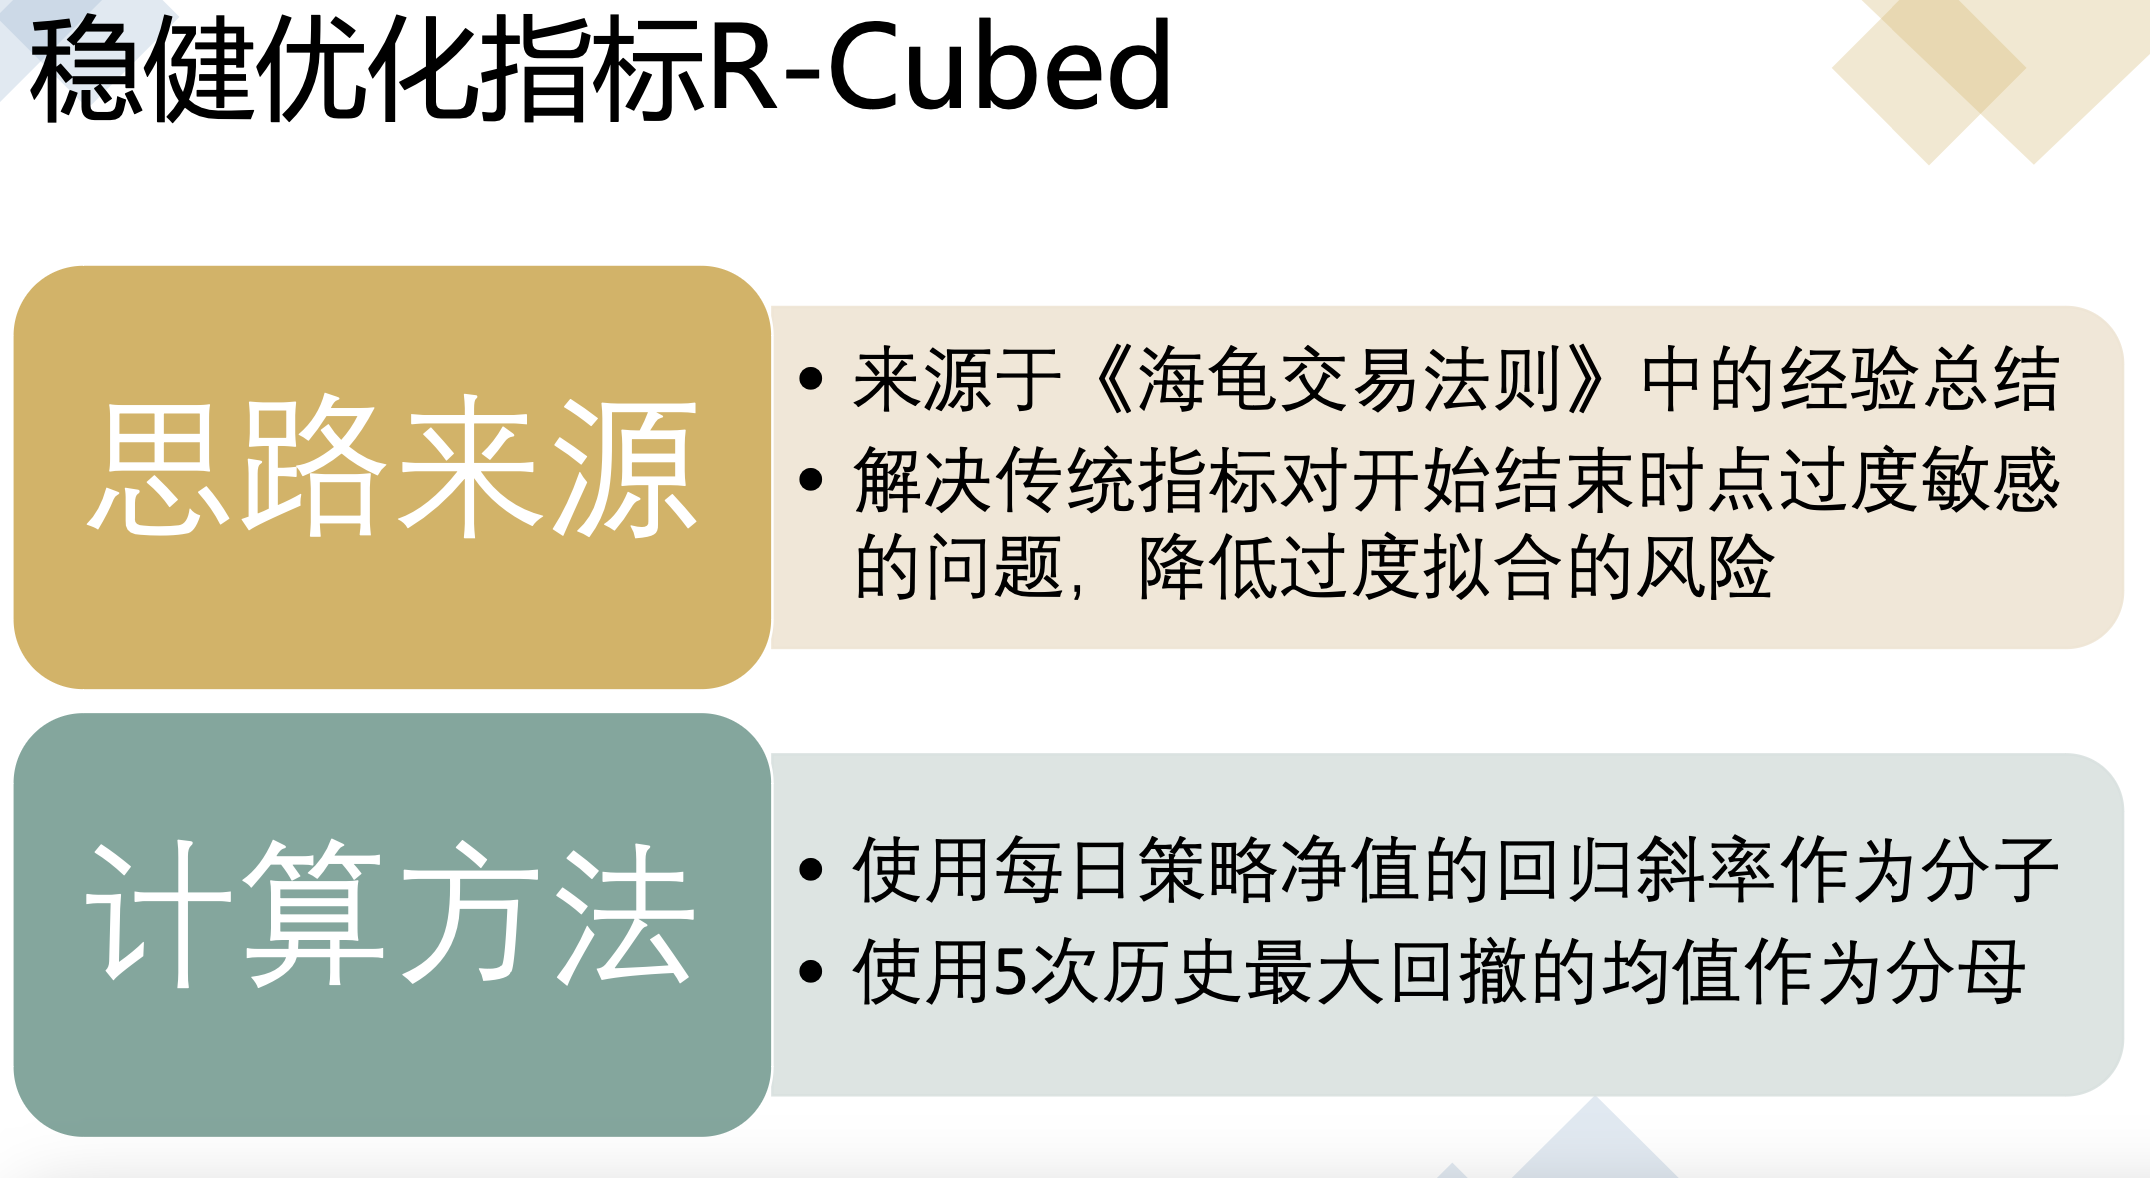 稳健优化指标R-Cubed
思路来源
• 来源于《海龟交易法则》中的经验总结
• 解决传统指标对开始结束时点过度敏感
的问题，降低过度拟合的风险
计算方法
• 使用每日策略净值的回归斜率作为分子
• 使用5次历史最大回撤的均值作为分母